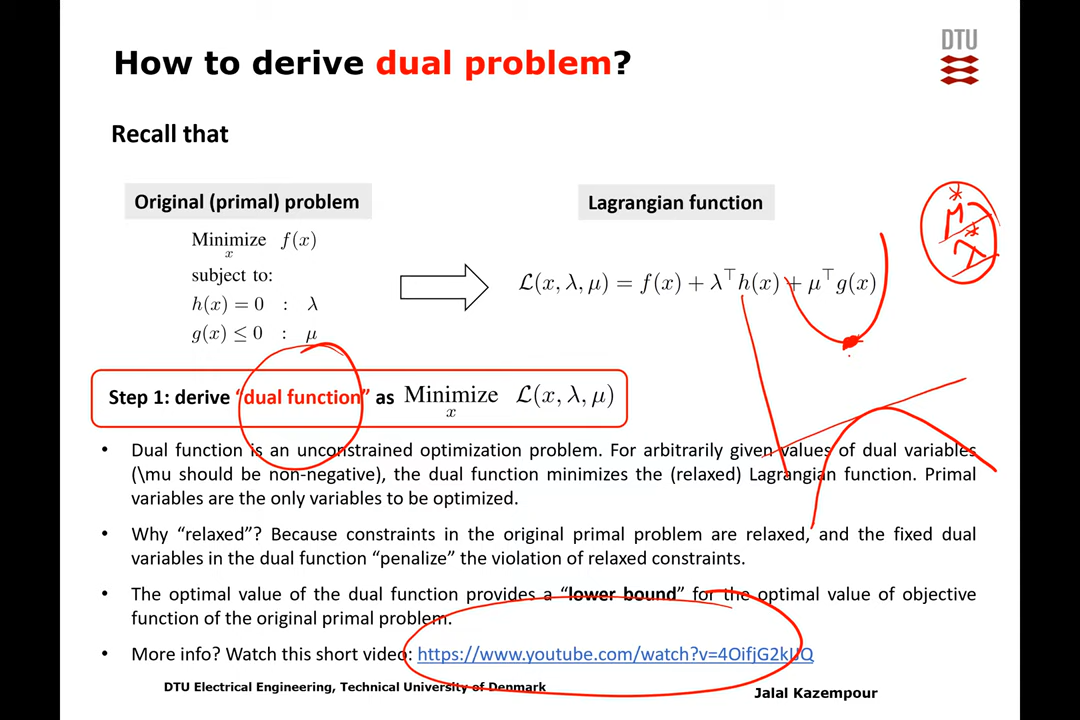 How to derive dual problem?
DTU
Recall that
Original (primal) problem
Minimize f(x)
x
subject to:
h(x) = 0 : λ
g(x) ≤ 0 : μ
Lagrangian function
ℒ(x, λ, μ) = f(x) + λ⊤h(x) + μ⊤g(x)
μ*
λ*
Step 1: derive “dual function” as Minimize ℒ(x, λ, μ)
x
• Dual function is an unconstrained optimization problem. For arbitrarily given values of dual variables
(\mu should be non-negative), the dual function minimizes the (relaxed) Lagrangian function. Primal
variables are the only variables to be optimized.
• Why “relaxed”? Because constraints in the original primal problem are relaxed, and the fixed dual
variables in the dual function “penalize” the violation of relaxed constraints.
• The optimal value of the dual function provides a “lower bound” for the optimal value of objective
function of the original primal problem.
• More info? Watch this short video: https://www.youtube.com/watch?v=4OifjG2kIJQ
DTU Electrical Engineering, Technical University of Denmark
Jalal Kazempour